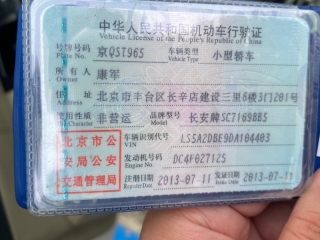 中华人民共和国机动车行驶证
Vehicle License of the People's Republic of China
号牌号码 京QST965 车辆类型 小型轿车
Plate No. Vehicle Type
所有人 康军
Owner
住址 北京市丰台区长辛店建设三里6楼3门201号
Address
使用性质 非营运 品牌型号 长安牌SC7169BB5
Use Character Model
北京市公 车辆识别代号 LS5A2DBE9DA104403
VIN
安局公安 发动机号码 DC4F027125
Engine No.
交通管理局 注册日期 2013-07-11 发证日期 2013-07-11
Register Date Issue Date